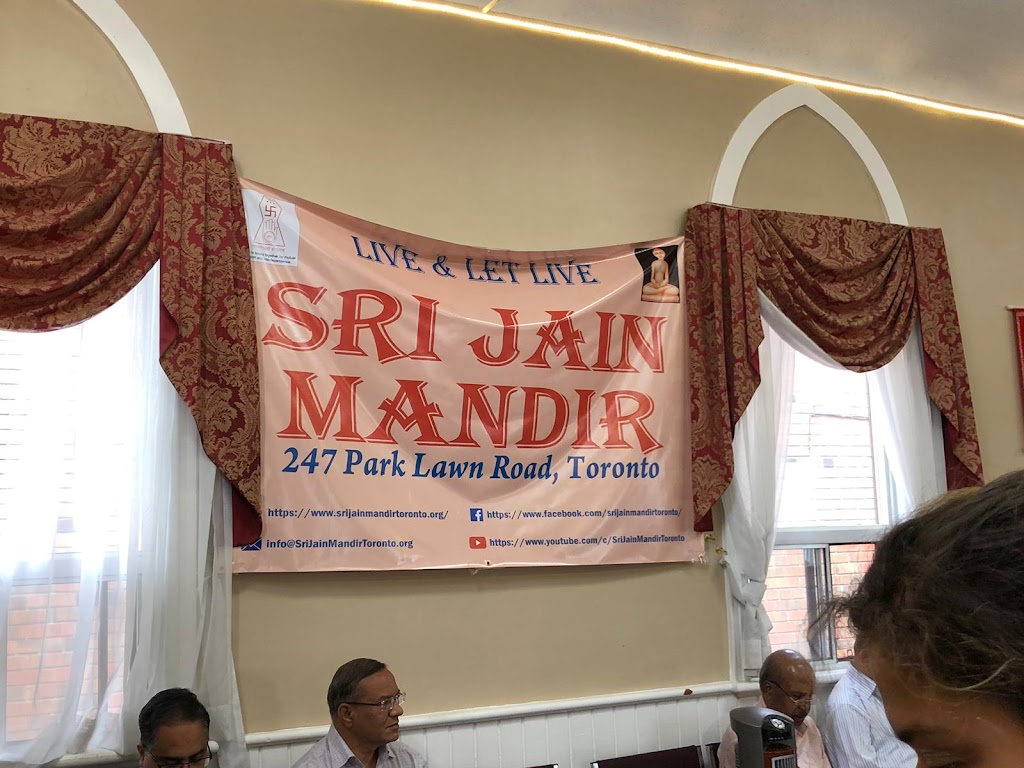 LIVE & LET LIVE
SRI JAIN
MANDIR
247 Park Lawn Road, Toronto
https://www.srijainmandirtoronto.org/
https://www.facebook.com/srijainmandirtoronto/
info@SriJainMandirToronto.org
https://www.youtube.com/c/SriJainMandirToronto